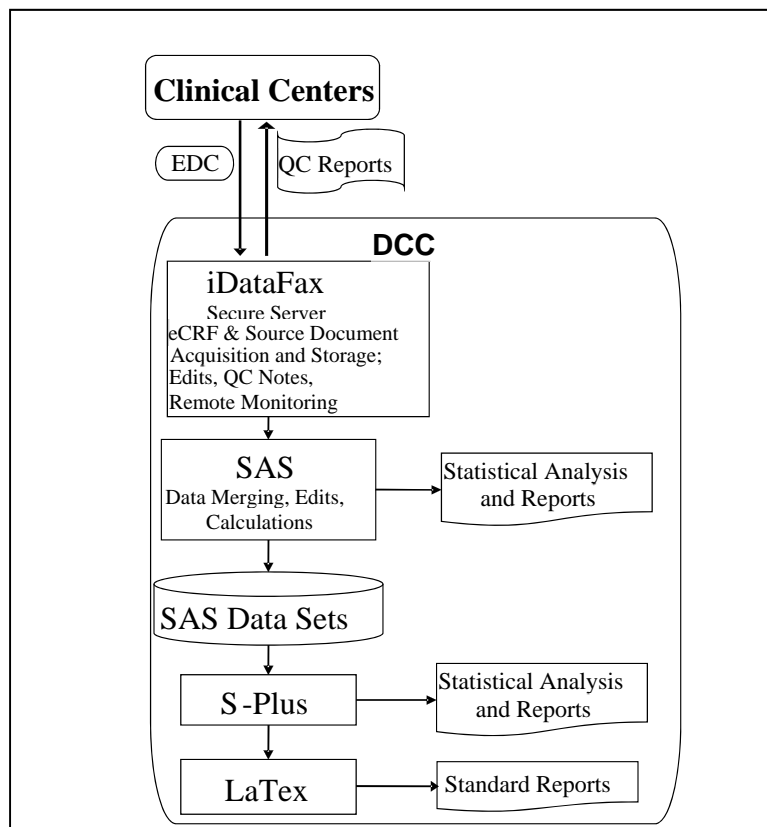 Clinical Centers
EDC
QC Reports
DCC
iDataFax
Secure Server
eCRF & Source Document
Acquisition and Storage;
Edits, QC Notes,
Remote Monitoring
SAS
Data Merging, Edits,
Calculations
Statistical Analysis
and Reports
SAS Data Sets
S-Plus
Statistical Analysis
and Reports
LaTex
Standard Reports